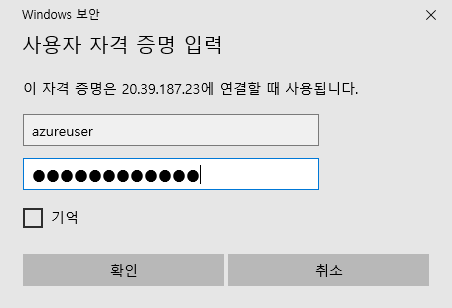 Windows 보안
사용자 자격 증명 입력
이 자격 증명은 20.39.187.23에 연결할 때 사용됩니다.
azureuser
●●●●●●●●●●●●
기억
확인
취소